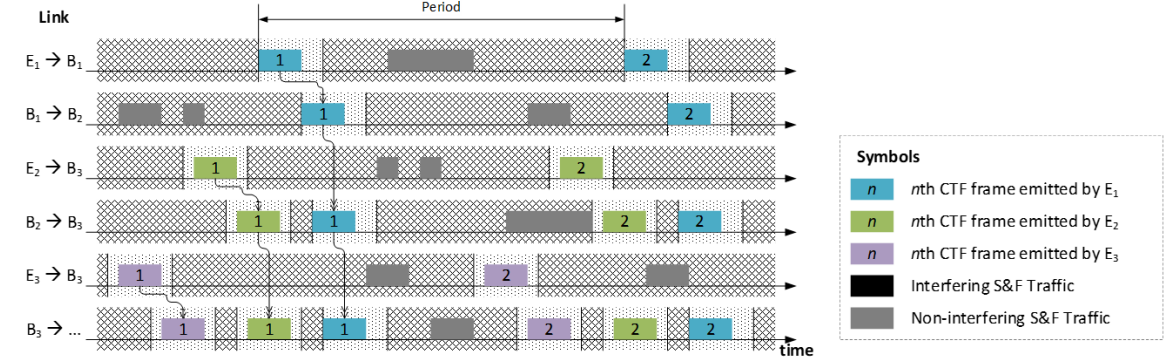 Link
Period
E1 → B1
1
2
B1 → B2
1
2
E2 → B3
1
2
B2 → B3
1
1
2
2
E3 → B3
1
2
B3 → ...
1
1
1
2
2
2
time
Symbols
n nth CTF frame emitted by E1
n nth CTF frame emitted by E2
n nth CTF frame emitted by E3
Interfering S&F Traffic
Non-interfering S&F Traffic